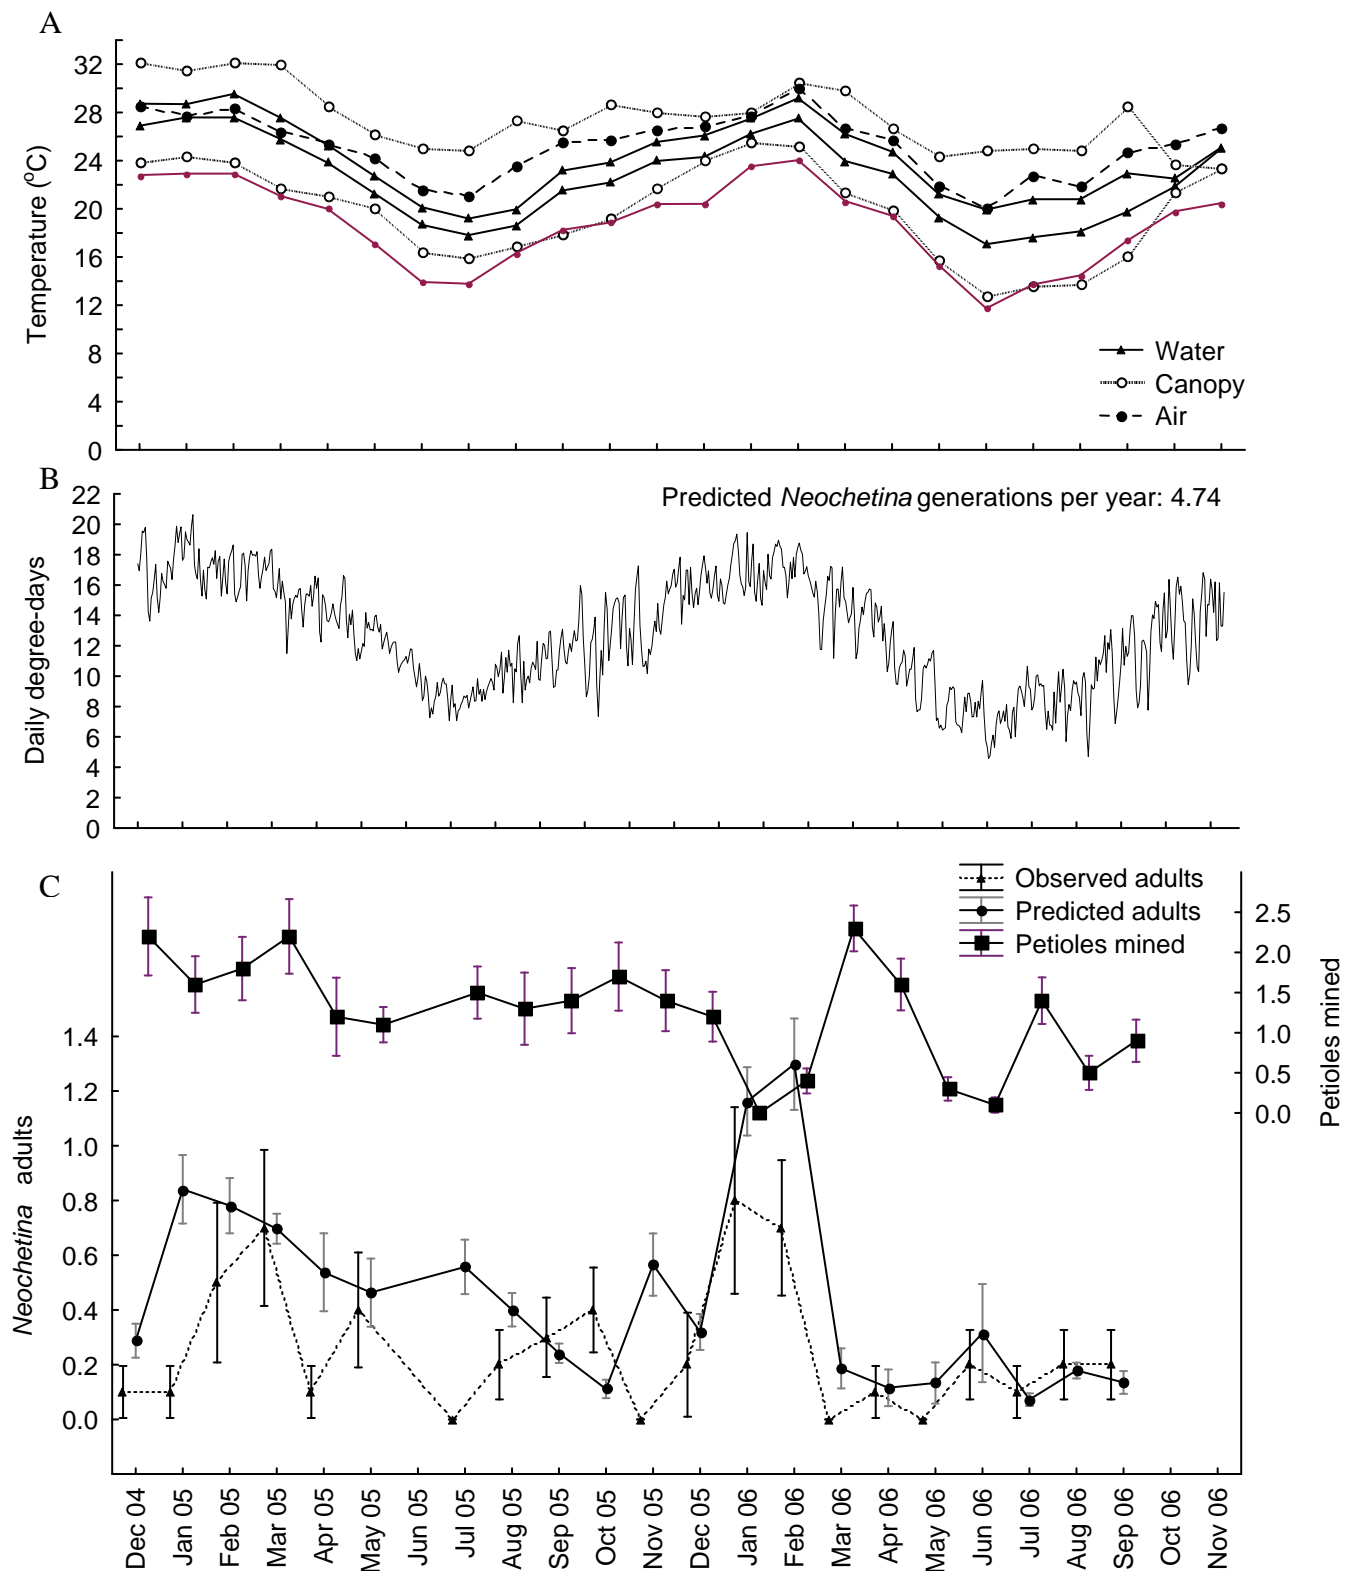 A
Temperature (°C)
32
28
24
20
16
12
8
4
0
Water
Canopy
Air
B
Predicted Neochetina generations per year: 4.74
Daily degree-days
22
20
18
16
14
12
10
8
6
4
2
0
C
Observed adults
Predicted adults
Petioles mined
Neochetina adults
1.4
1.2
1.0
0.8
0.6
0.4
0.2
0.0
2.5
2.0
1.5
1.0
0.5
0.0
Petioles mined
Dec 04
Jan 05
Feb 05
Mar 05
Apr 05
May 05
Jun 05
Jul 05
Aug 05
Sep 05
Oct 05
Nov 05
Dec 05
Jan 06
Feb 06
Mar 06
Apr 06
May 06
Jun 06
Jul 06
Aug 06
Sep 06
Oct 06
Nov 06